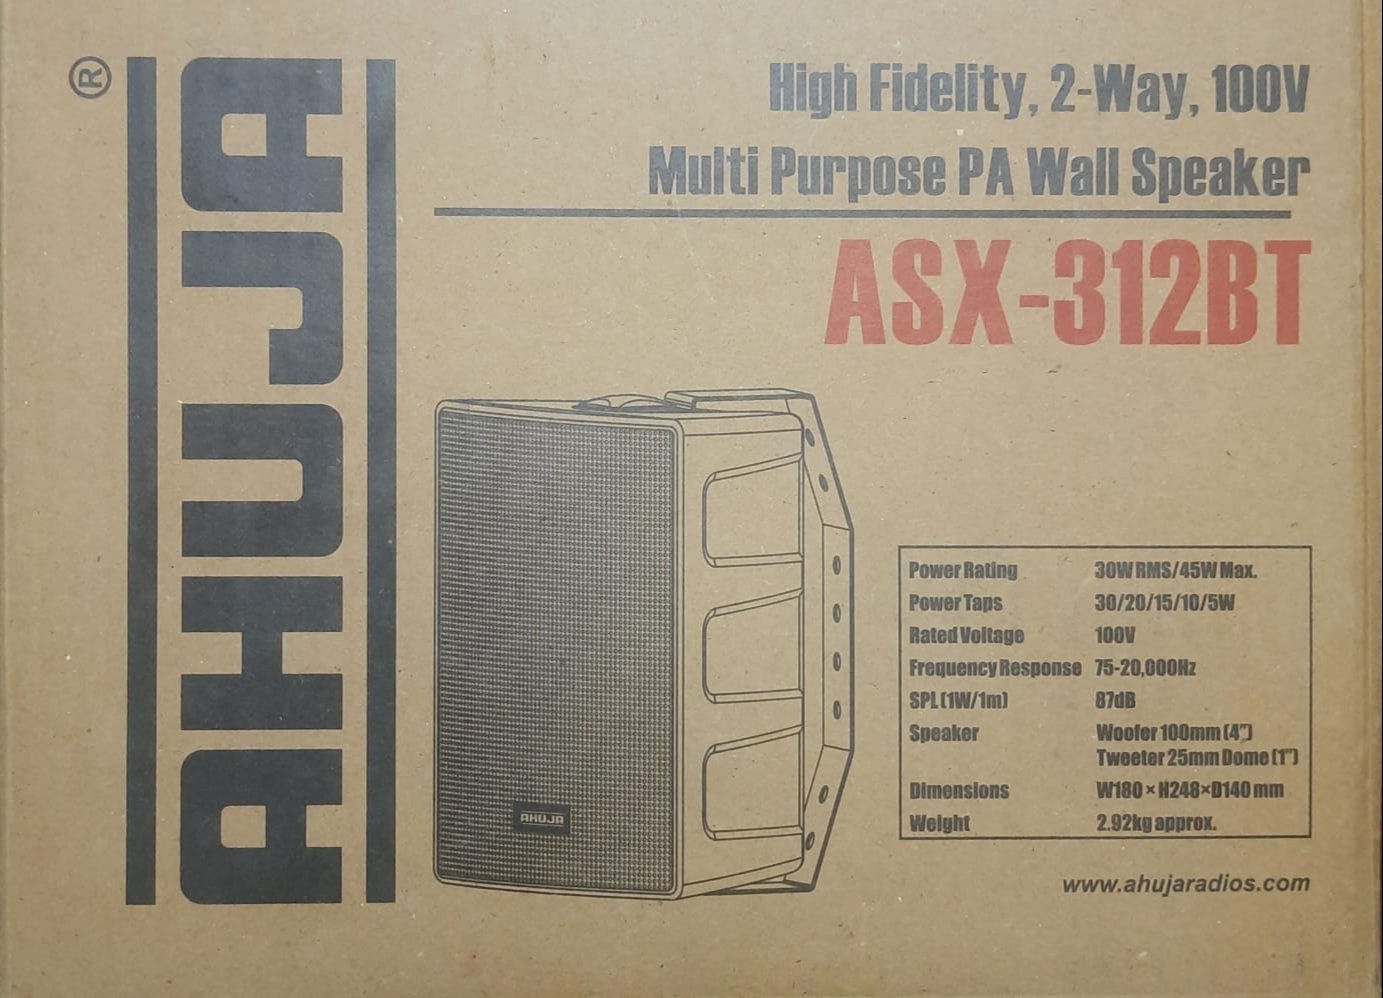 AHUJA®
High Fidelity, 2-Way, 100V
Multi Purpose PA Wall Speaker
ASX-312BT
AHUJA
Power Rating 30W RMS/45W Max.
Power Taps 30/20/15/10/5W
Rated Voltage 100V
Frequency Response 75-20,000Hz
SPL (1W/1m) 87dB
Speaker Woofer 100mm (4")
Tweeter 25mm Dome (1")
Dimensions W180×H248×D140 mm
Weight 2.92kg approx.
www.ahujaradios.com